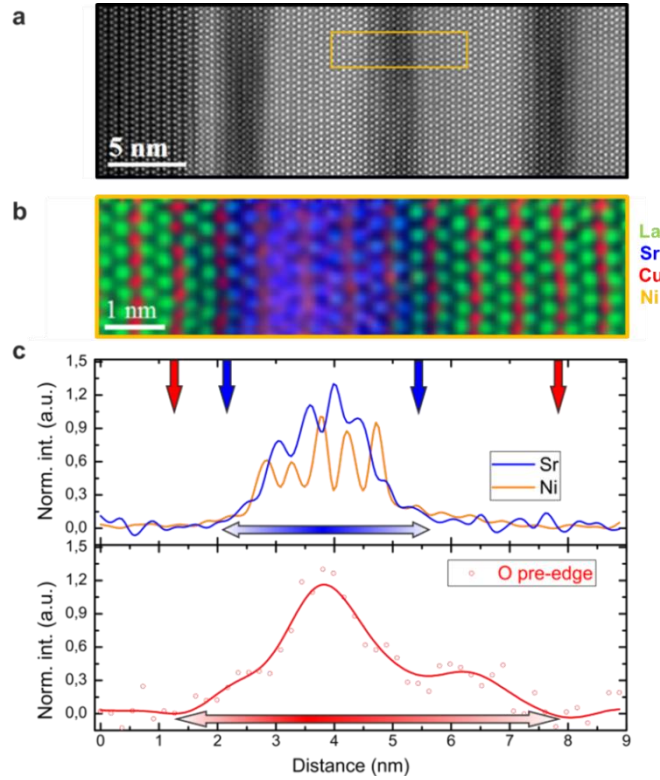 a
5 nm
b
1 nm
La
Sr
Cu
Ni
c
1,5
1,2
0,9
0,6
0,3
0,0
Norm. int. (a.u.)
Sr
Ni
1,5
1,2
0,9
0,6
0,3
0,0
Norm. int. (a.u.)
O pre-edge
0 1 2 3 4 5 6 7 8 9
Distance (nm)